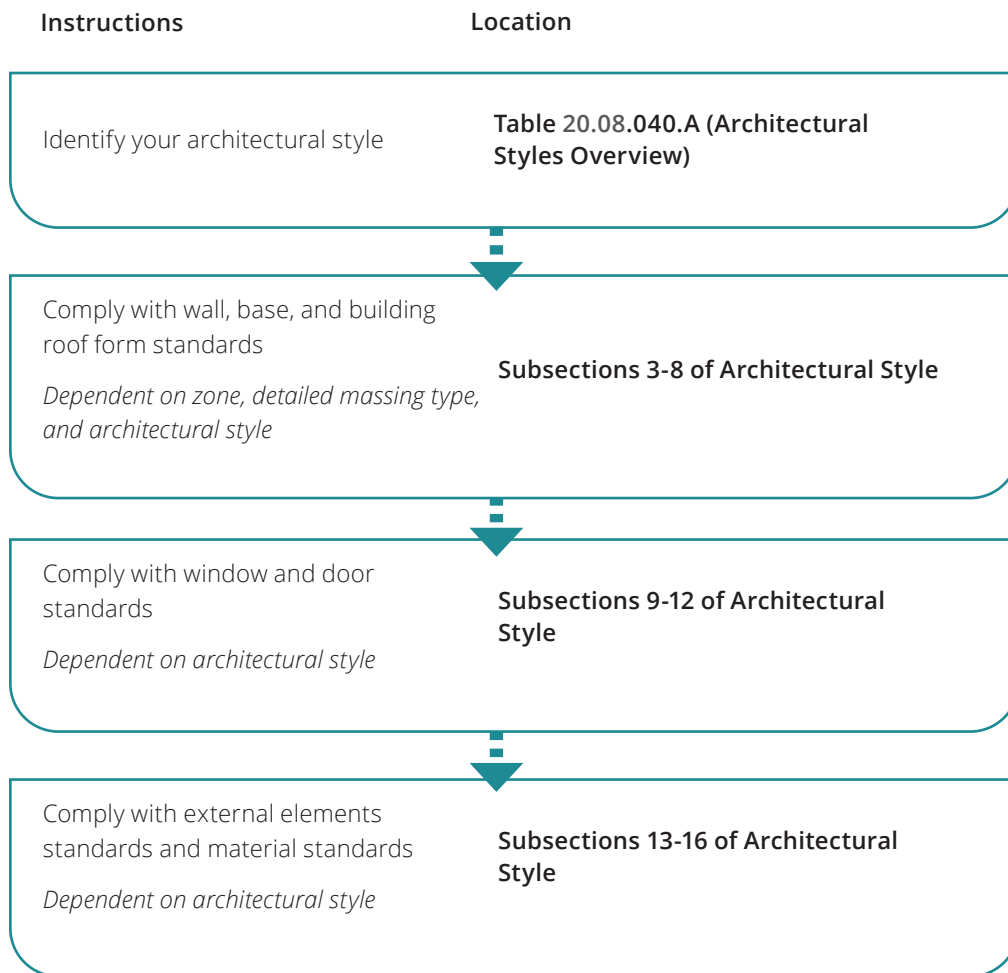 Instructions
Location
Identify your architectural style
Table 20.08.040.A (Architectural
Styles Overview)
Comply with wall, base, and building
roof form standards
Dependent on zone, detailed massing type,
and architectural style
Subsections 3-8 of Architectural Style
Comply with window and door
standards
Dependent on architectural style
Subsections 9-12 of Architectural
Style
Comply with external elements
standards and material standards
Dependent on architectural style
Subsections 13-16 of Architectural
Style